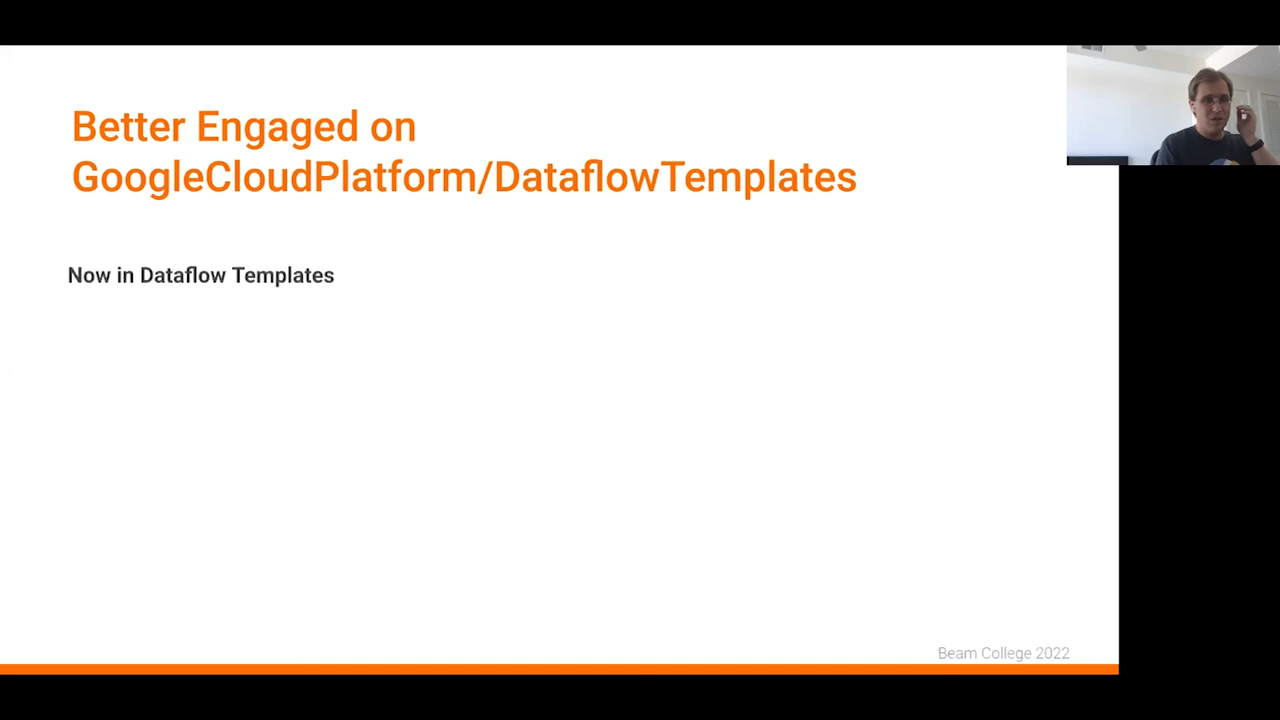 Better Engaged on
GoogleCloudPlatform/DataflowTemplates
Now in Dataflow Templates
Beam College 2022